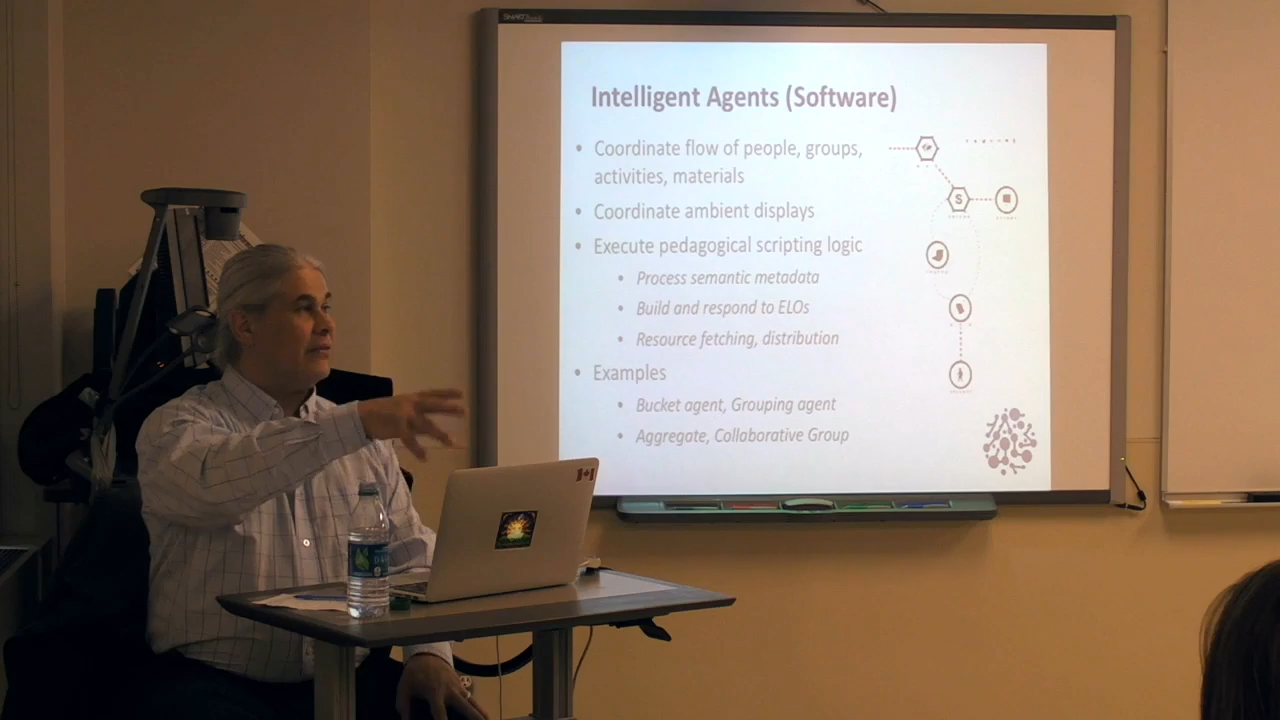 SMART
Intelligent Agents (Software)
• Coordinate flow of people, groups,
activities, materials
• Coordinate ambient displays
• Execute pedagogical scripting logic
• Process semantic metadata
• Build and respond to ELOs
• Resource fetching, distribution
• Examples
• Bucket agent, Grouping agent
• Aggregate, Collaborative Group
S